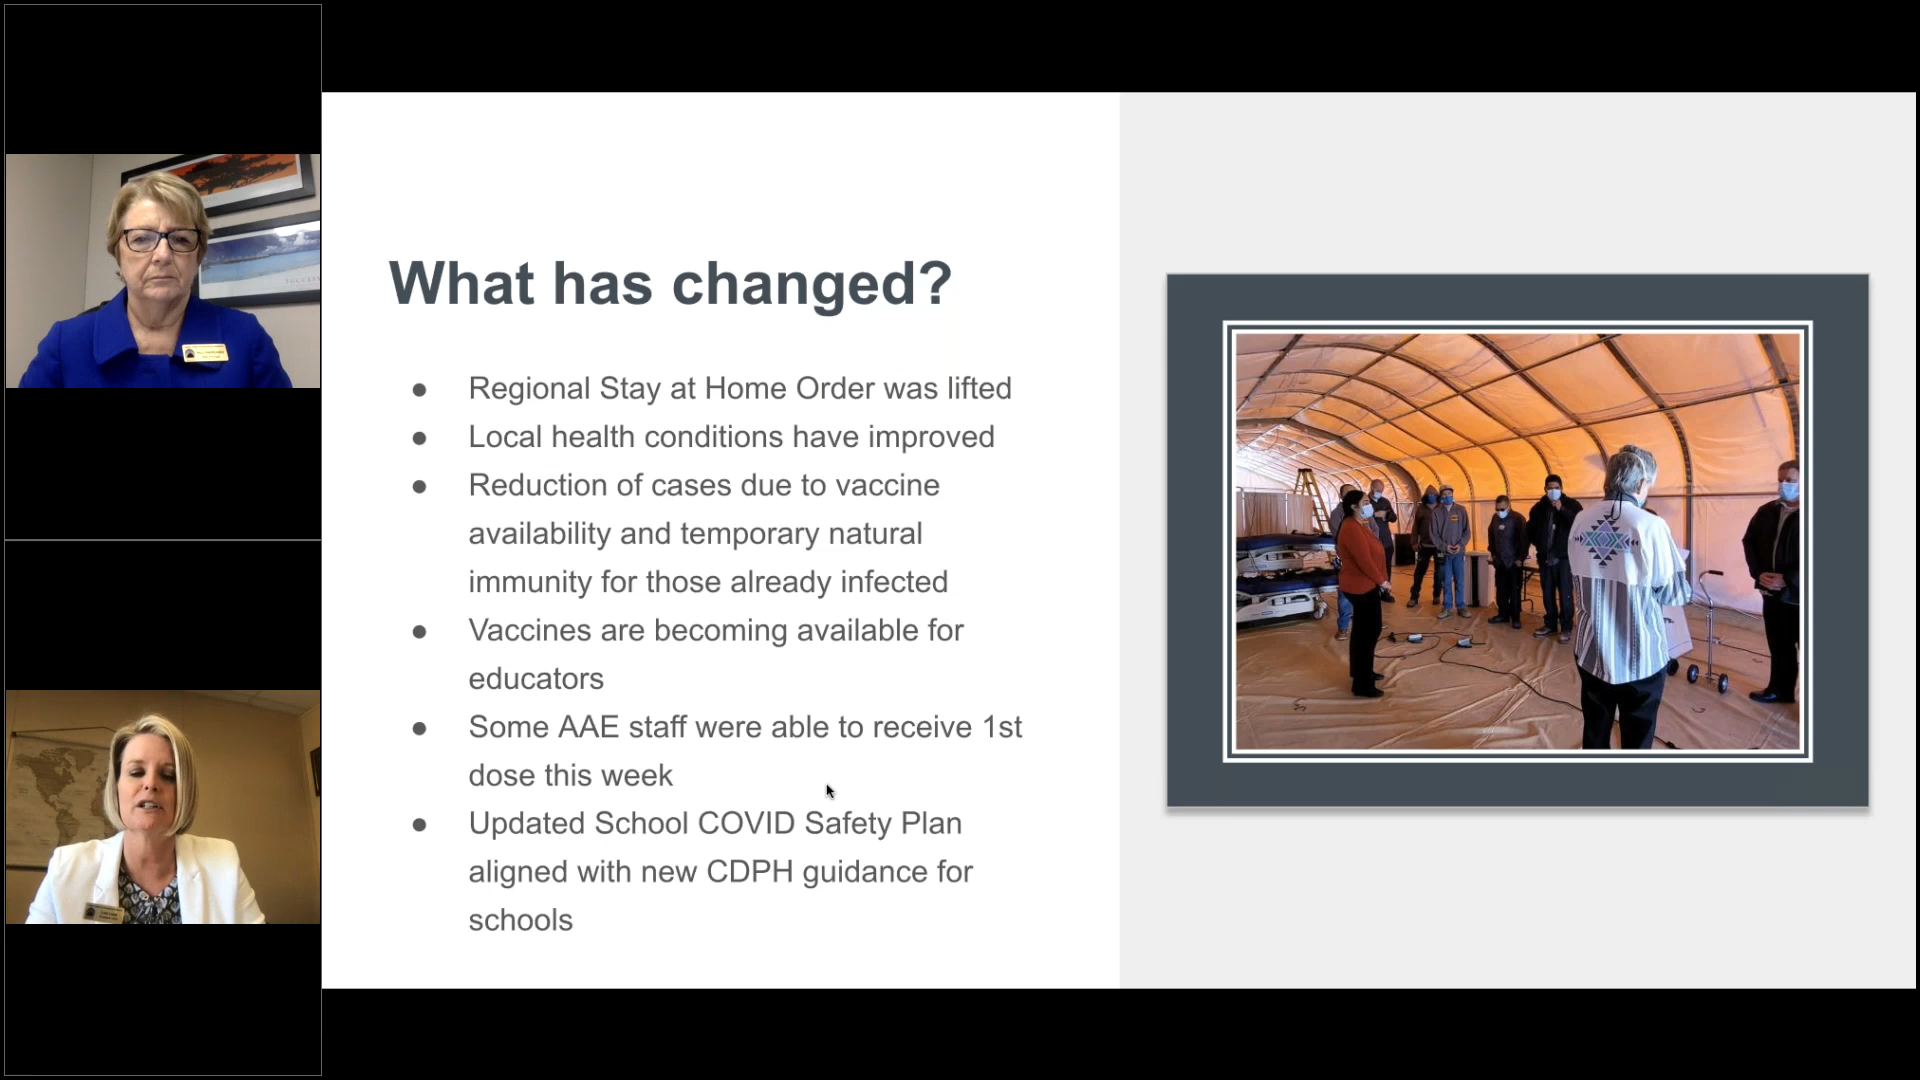 What has changed?
● Regional Stay at Home Order was lifted
● Local health conditions have improved
● Reduction of cases due to vaccine
availability and temporary natural
immunity for those already infected
● Vaccines are becoming available for
educators
● Some AAE staff were able to receive 1st
dose this week
● Updated School COVID Safety Plan
aligned with new CDPH guidance for
schools